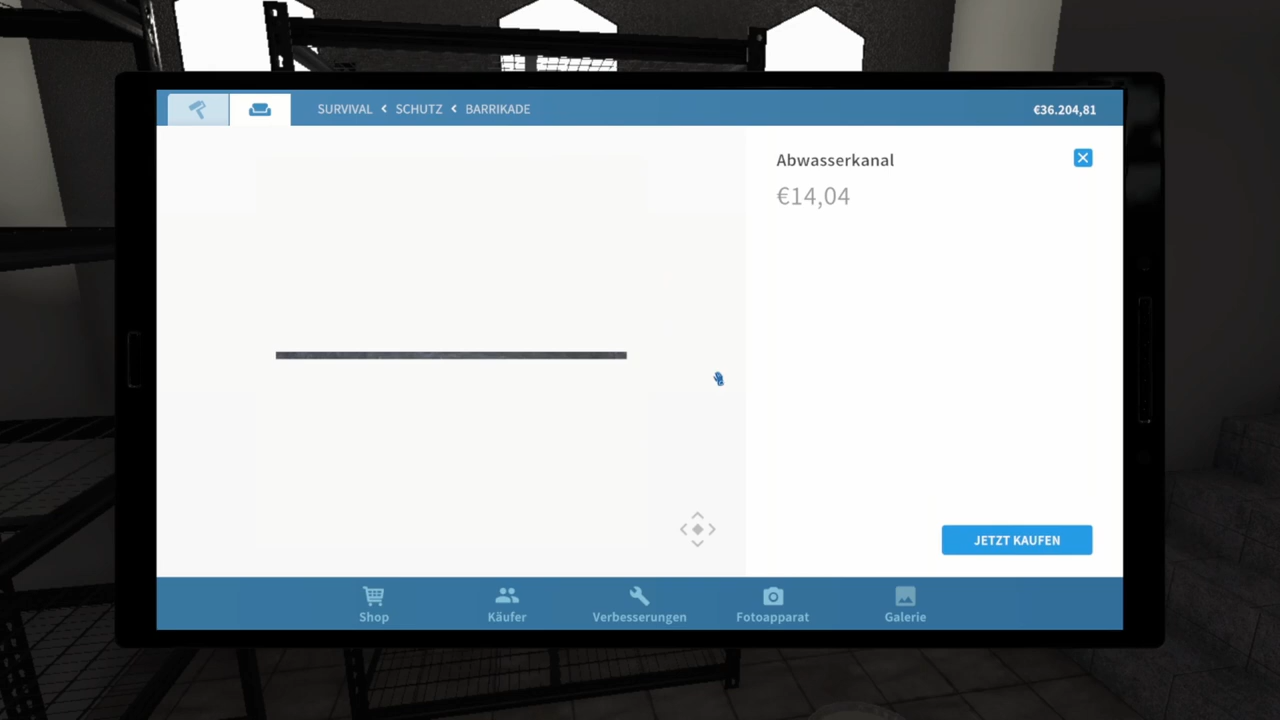 SURVIVAL < SCHUTZ < BARRIKADE
€36.204,81
Abwasserkanal
€14,04
JETZT KAUFEN
Shop
Käufer
Verbesserungen
Fotoapparat
Galerie